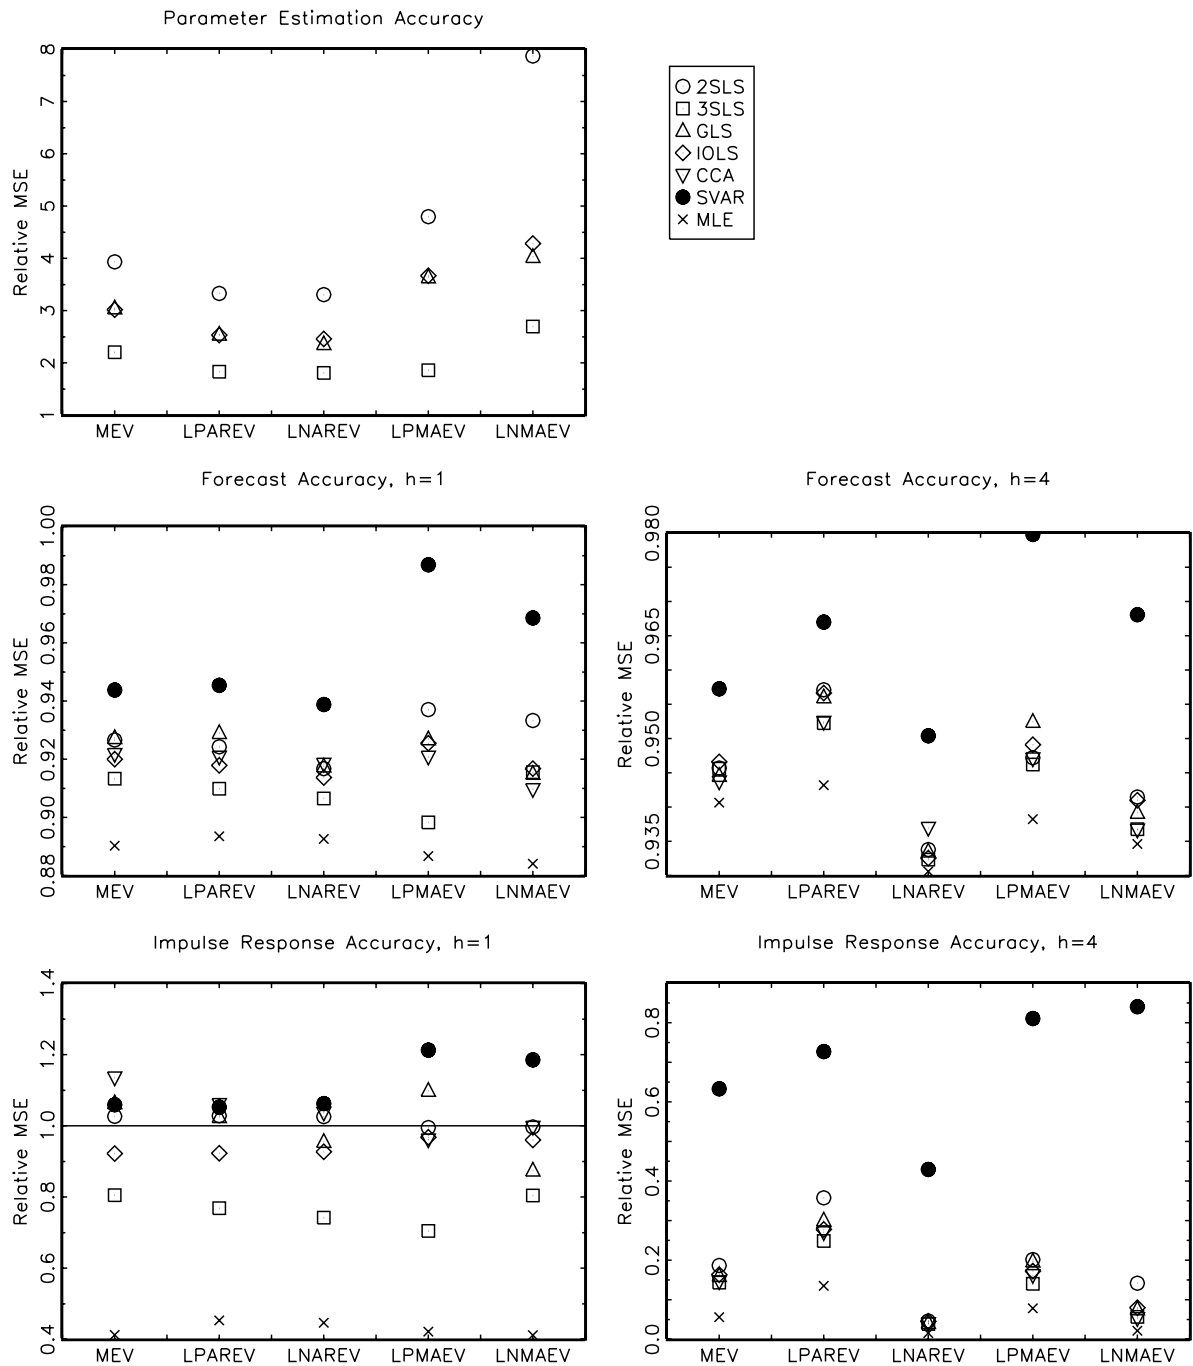 Parameter Estimation Accuracy
8
7
6
5
4
3
2
1
Relative MSE
MEV LPAREV LNAREV LPMAEV LNMAEV
2SLS
3SLS
GLS
IOLS
CCA
SVAR
MLE
Forecast Accuracy, h=1
1.00
0.98
0.96
0.94
0.92
0.90
0.88
Relative MSE
MEV LPAREV LNAREV LPMAEV LNMAEV
Forecast Accuracy, h=4
0.980
0.965
0.950
0.935
Relative MSE
MEV LPAREV LNAREV LPMAEV LNMAEV
Impulse Response Accuracy, h=1
1.4
1.2
1.0
0.8
0.6
0.4
Relative MSE
MEV LPAREV LNAREV LPMAEV LNMAEV
Impulse Response Accuracy, h=4
0.8
0.6
0.4
0.2
0.0
Relative MSE
MEV LPAREV LNAREV LPMAEV LNMAEV